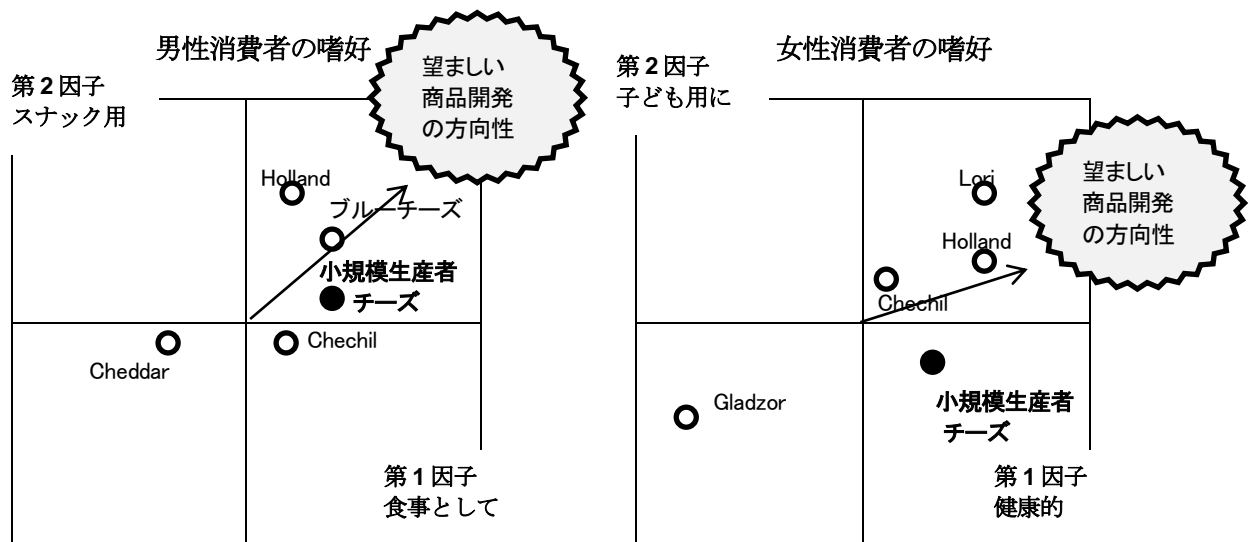 男性消費者の嗜好
第2因子
スナック用
望ましい
商品開発
の方向性
Holland
ブルーチーズ
小規模生産者
チーズ
Chechil
Cheddar
第1因子
食事として
女性消費者の嗜好
第2因子
子ども用に
望ましい
商品開発
の方向性
Lori
Holland
Chechil
Gladzor
小規模生産者
チーズ
第1因子
健康的